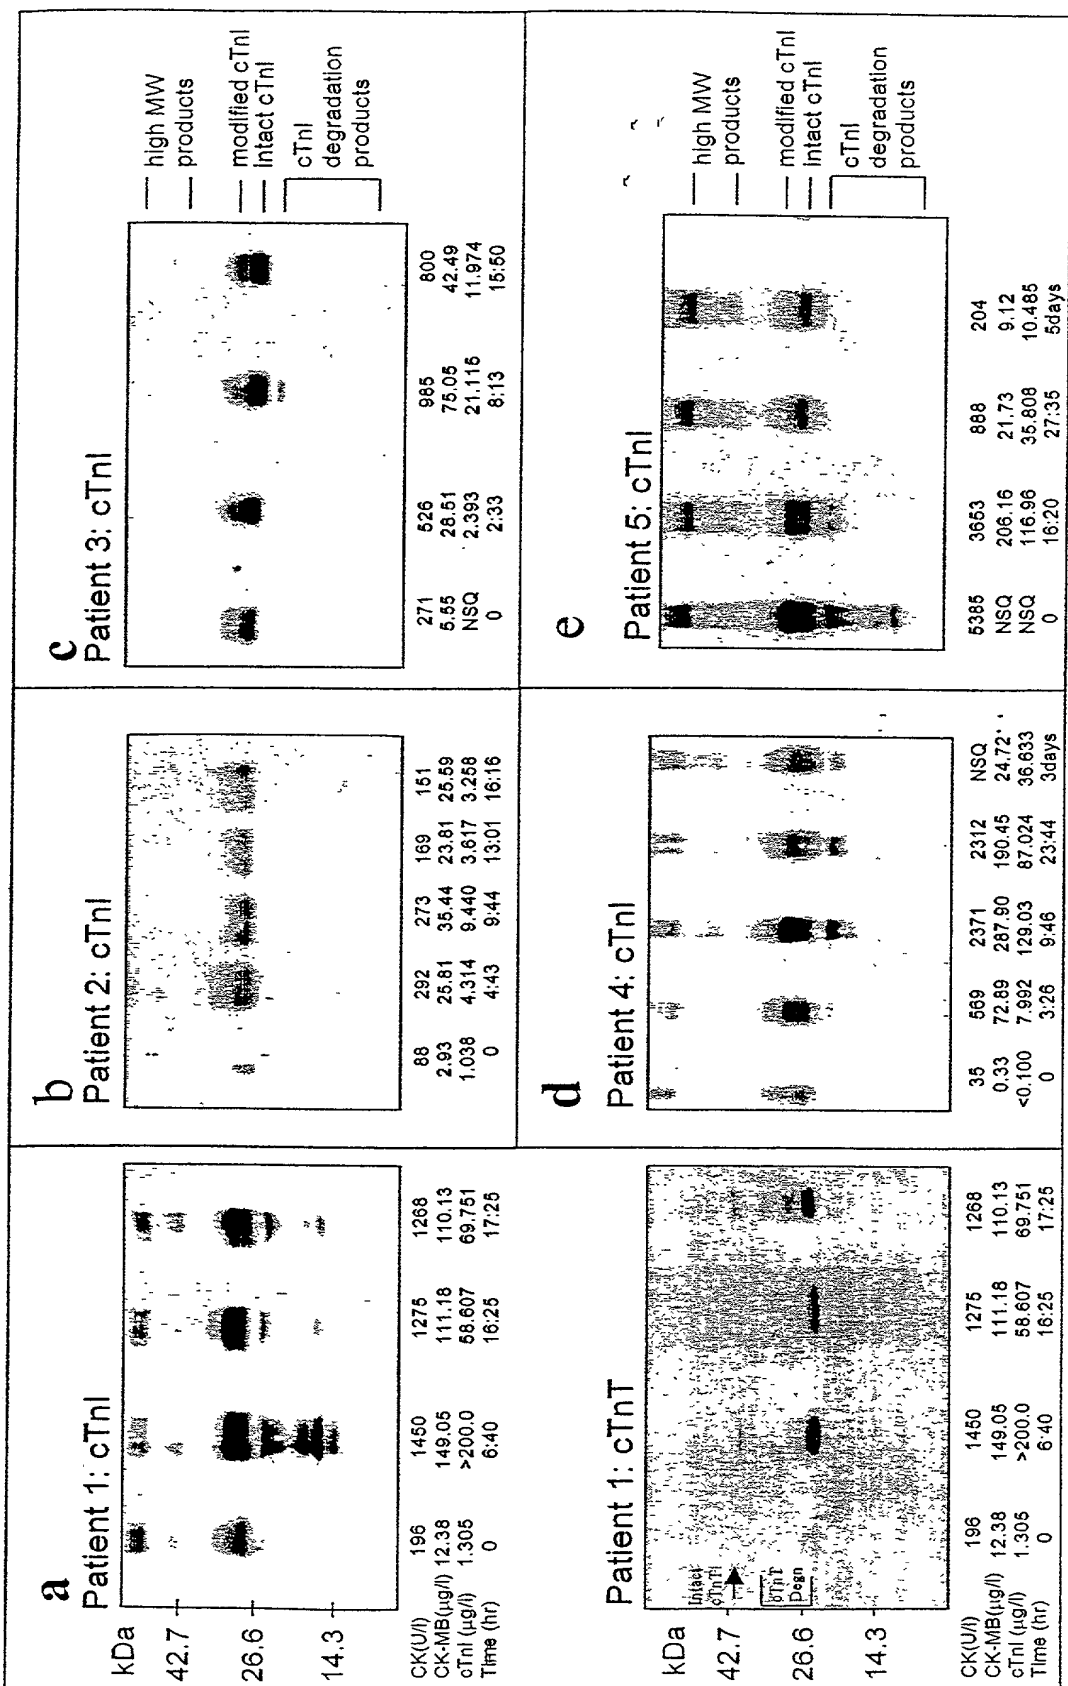 a
Patient 1: cTnI
kDa
42.7
26.6
14.3
CK(U/l) 196 1450 1275 1268
CK-MB(µg/l) 12.38 149.05 111.18 110.13
cTnI (µg/l) 1.305 >200.0 58.607 69.751
Time (hr) 0 6:40 16:25 17:25
Patient 1: cTnT
kDa
42.7
26.6
14.3
Intact
cTnT
cTnT
Degn
CK(U/l) 196 1450 1275 1268
CK-MB(µg/l) 12.38 149.05 111.18 110.13
cTnI (µg/l) 1.305 >200.0 58.607 69.751
Time (hr) 0 6:40 16:25 17:25
b
Patient 2: cTnI
88 292 273 169 151
2.93 25.81 35.44 23.81 25.59
1.038 4.314 9.440 3.617 3.258
0 4:43 9:44 13:01 16:16
c
Patient 3: cTnI
high MW
products
modified cTnI
intact cTnI
cTnI
degradation
products
271 526 985 800
5.55 28.51 75.05 42.49
NSQ 2.393 21.115 11.974
0 2:33 8:13 15:50
d
Patient 4: cTnI
35 569 2371 2312 NSQ
0.33 72.89 287.90 190.45 24.72
<0.100 7.992 129.03 87.024 36.633
0 3:26 9:46 23:44 3days
e
Patient 5: cTnI
high MW
products
modified cTnI
intact cTnI
cTnI
degradation
products
5385 3653 888 204
NSQ 206.16 21.73 9.12
NSQ 116.96 35.808 10.485
0 16:20 27:35 5days